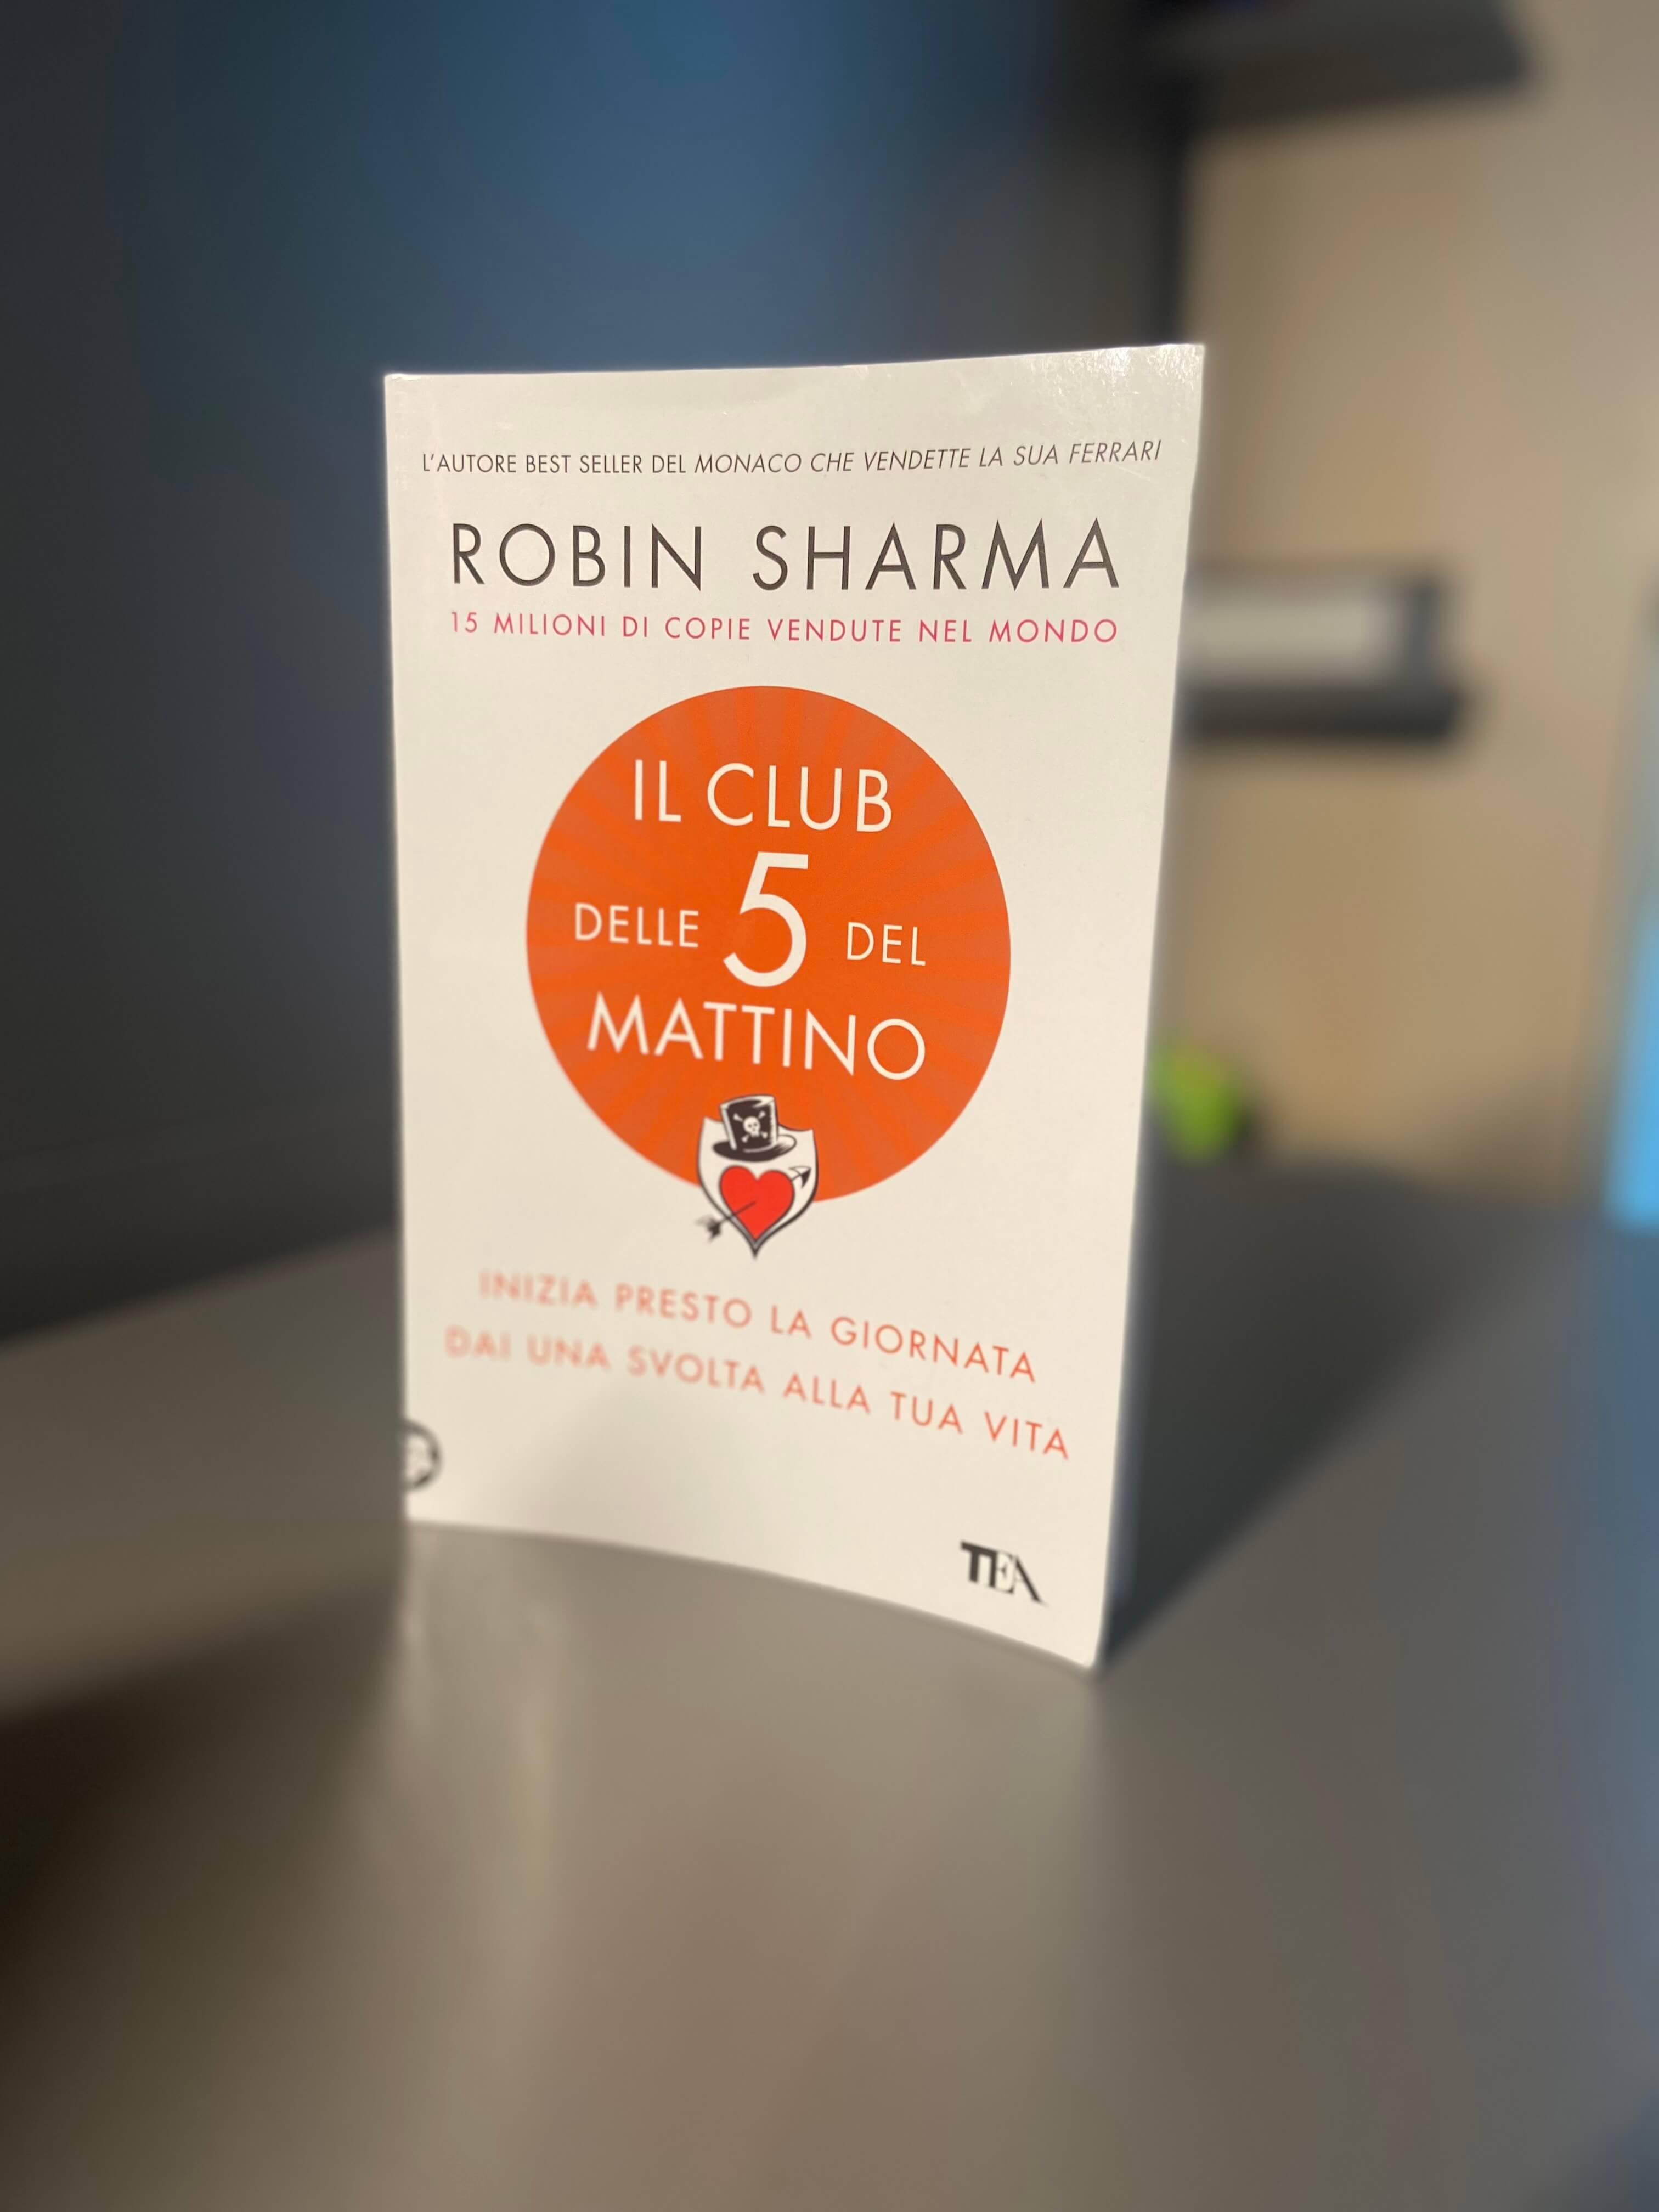 L'AUTORE BEST SELLER DEL MONACO CHE VENDETTE LA SUA FERRARI
ROBIN SHARMA
15 MILIONI DI COPIE VENDUTE NEL MONDO
IL CLUB
DELLE 5 DEL
MATTINO
INIZIA PRESTO LA GIORNATA
DAI UNA SVOLTA ALLA TUA VITA
TEA